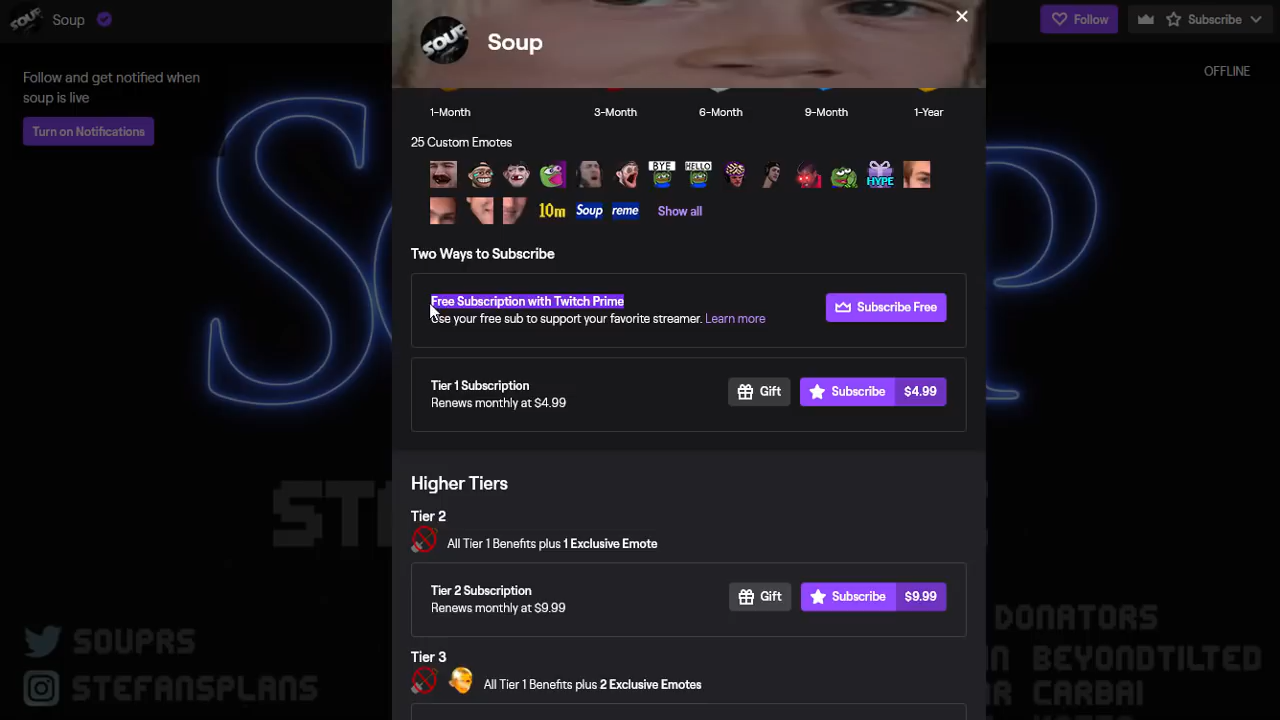 Soup
Follow
Subscribe
Follow and get notified when
soup is live
Turn on Notifications
OFFLINE
SOUP
Soup
1-Month
3-Month
6-Month
9-Month
1-Year
25 Custom Emotes
BYE
HELLO
HYPE
10m
Soup
reme
Show all
Two Ways to Subscribe
Free Subscription with Twitch Prime
Use your free sub to support your favorite streamer. Learn more
Subscribe Free
Tier 1 Subscription
Renews monthly at $4.99
Gift
Subscribe
$4.99
Higher Tiers
Tier 2
All Tier 1 Benefits plus 1 Exclusive Emote
Tier 2 Subscription
Renews monthly at $9.99
Gift
Subscribe
$9.99
Tier 3
All Tier 1 Benefits plus 2 Exclusive Emotes
SOUPRS
STEFANSPLANS
DONATORS
BEYONDTILTED
CARBAI